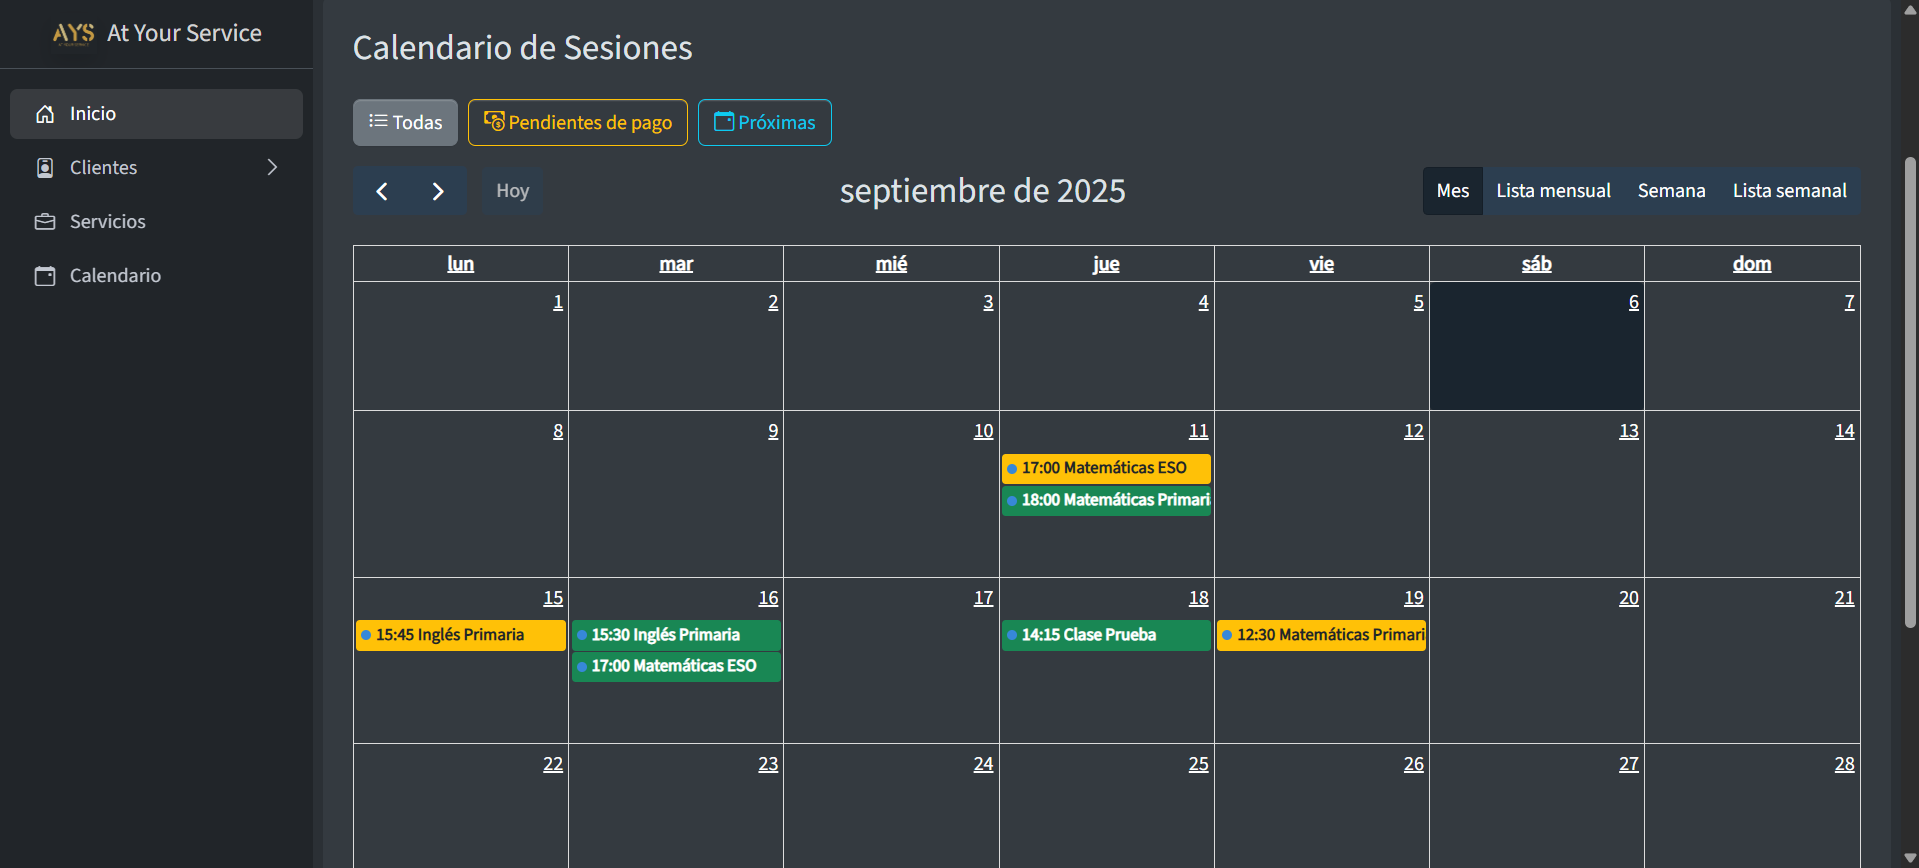 AYS At Your Service
Inicio
Clientes
Servicios
Calendario
Calendario de Sesiones
Todas Pendientes de pago Próximas
Hoy septiembre de 2025 Mes Lista mensual Semana Lista semanal
lun mar mié jue vie sáb dom
1 2 3 4 5 6 7
8 9 10 11 12 13 14
17:00 Matemáticas ESO
18:00 Matemáticas Primari
15 16 17 18 19 20 21
15:45 Inglés Primaria 15:30 Inglés Primaria 14:15 Clase Prueba 12:30 Matemáticas Primari
17:00 Matemáticas ESO
22 23 24 25 26 27 28